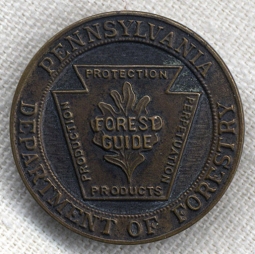 PENNSYLVANIA
DEPARTMENT OF FORESTRY
PROTECTION
PRODUCTION
PERPETUATION
PRODUCTS
FOREST
GUIDE